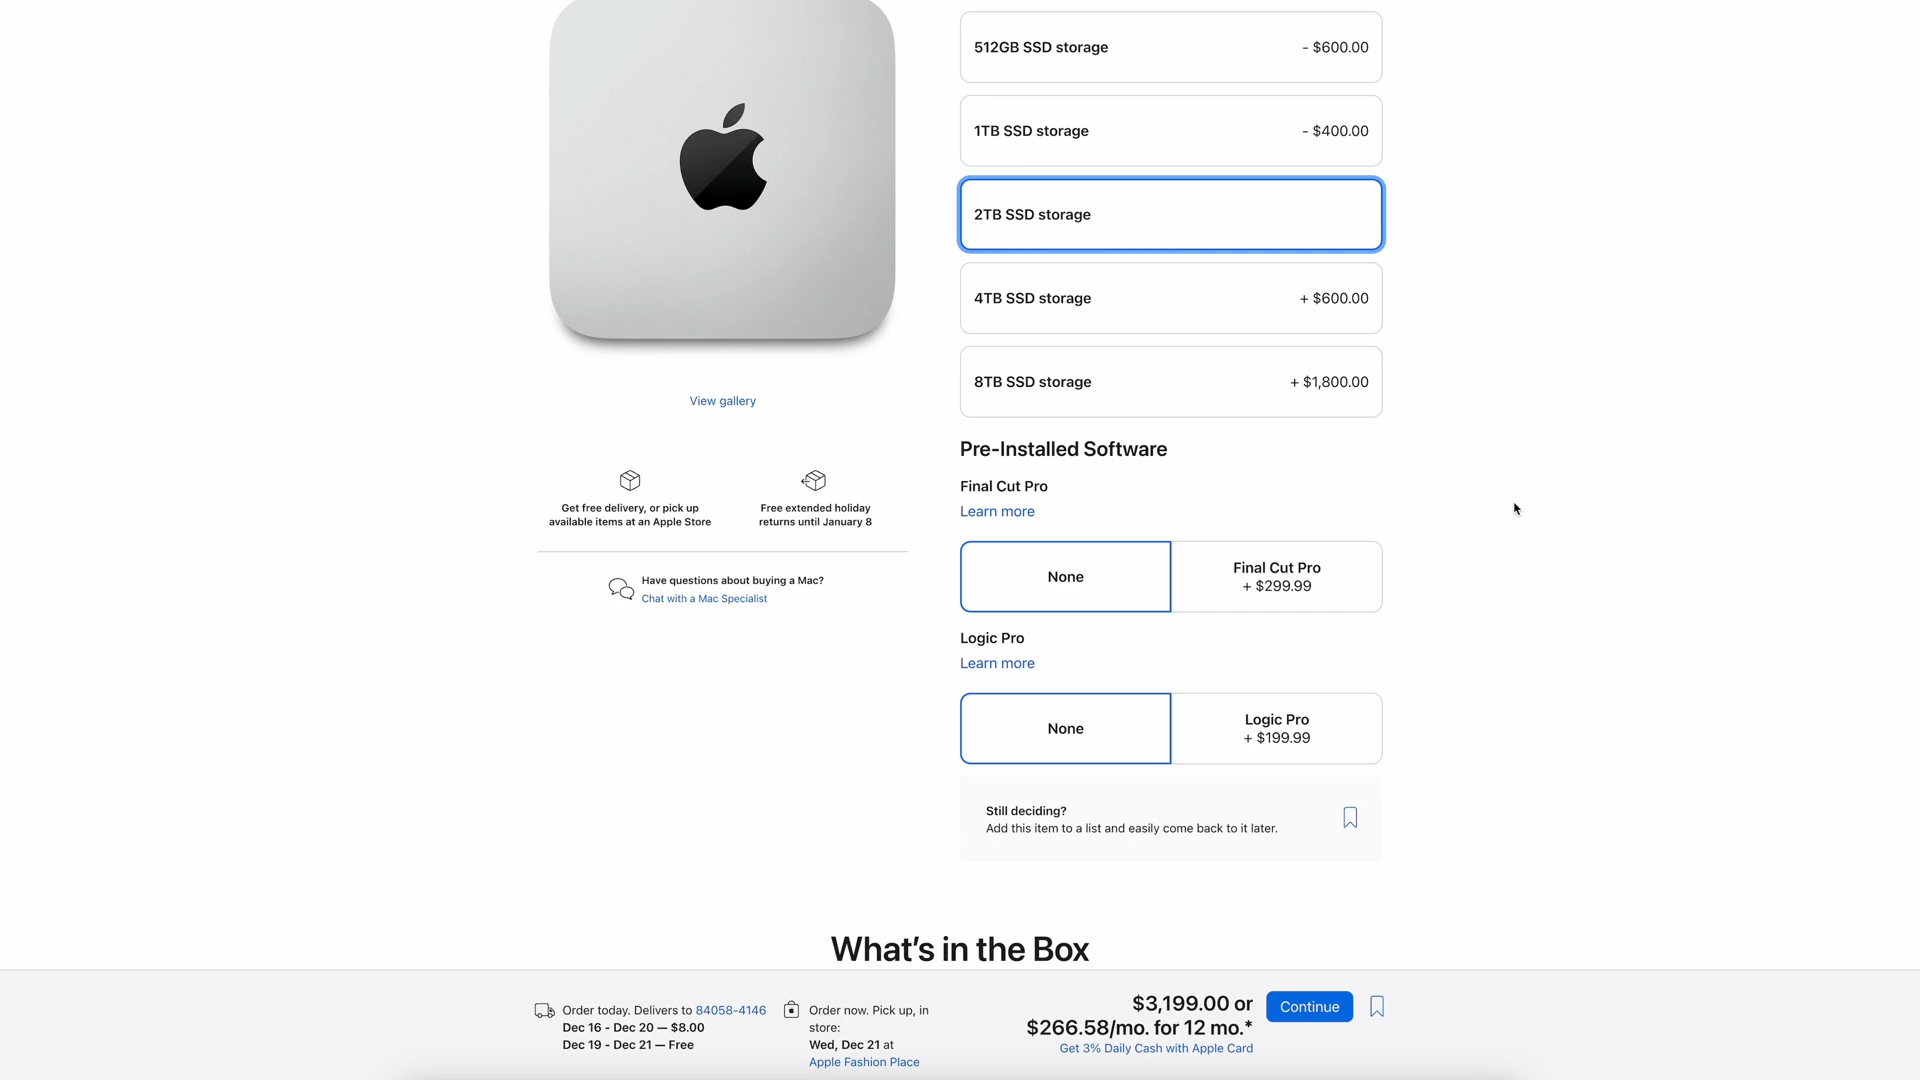 512GB SSD storage - $600.00
1TB SSD storage - $400.00
2TB SSD storage
4TB SSD storage + $600.00
8TB SSD storage + $1,800.00
View gallery
Get free delivery, or pick up
available items at an Apple Store
Free extended holiday
returns until January 8
Have questions about buying a Mac?
Chat with a Mac Specialist
Pre-Installed Software
Final Cut Pro
Learn more
None
Final Cut Pro
+ $299.99
Logic Pro
Learn more
None
Logic Pro
+ $199.99
Still deciding?
Add this item to a list and easily come back to it later.
What’s in the Box
Order today. Delivers to 84058-4146
Dec 16 - Dec 20 — $8.00
Dec 19 - Dec 21 — Free
Order now. Pick up, in
store:
Wed, Dec 21 at
Apple Fashion Place
$3,199.00 or
$266.58/mo. for 12 mo.*
Get 3% Daily Cash with Apple Card
Continue